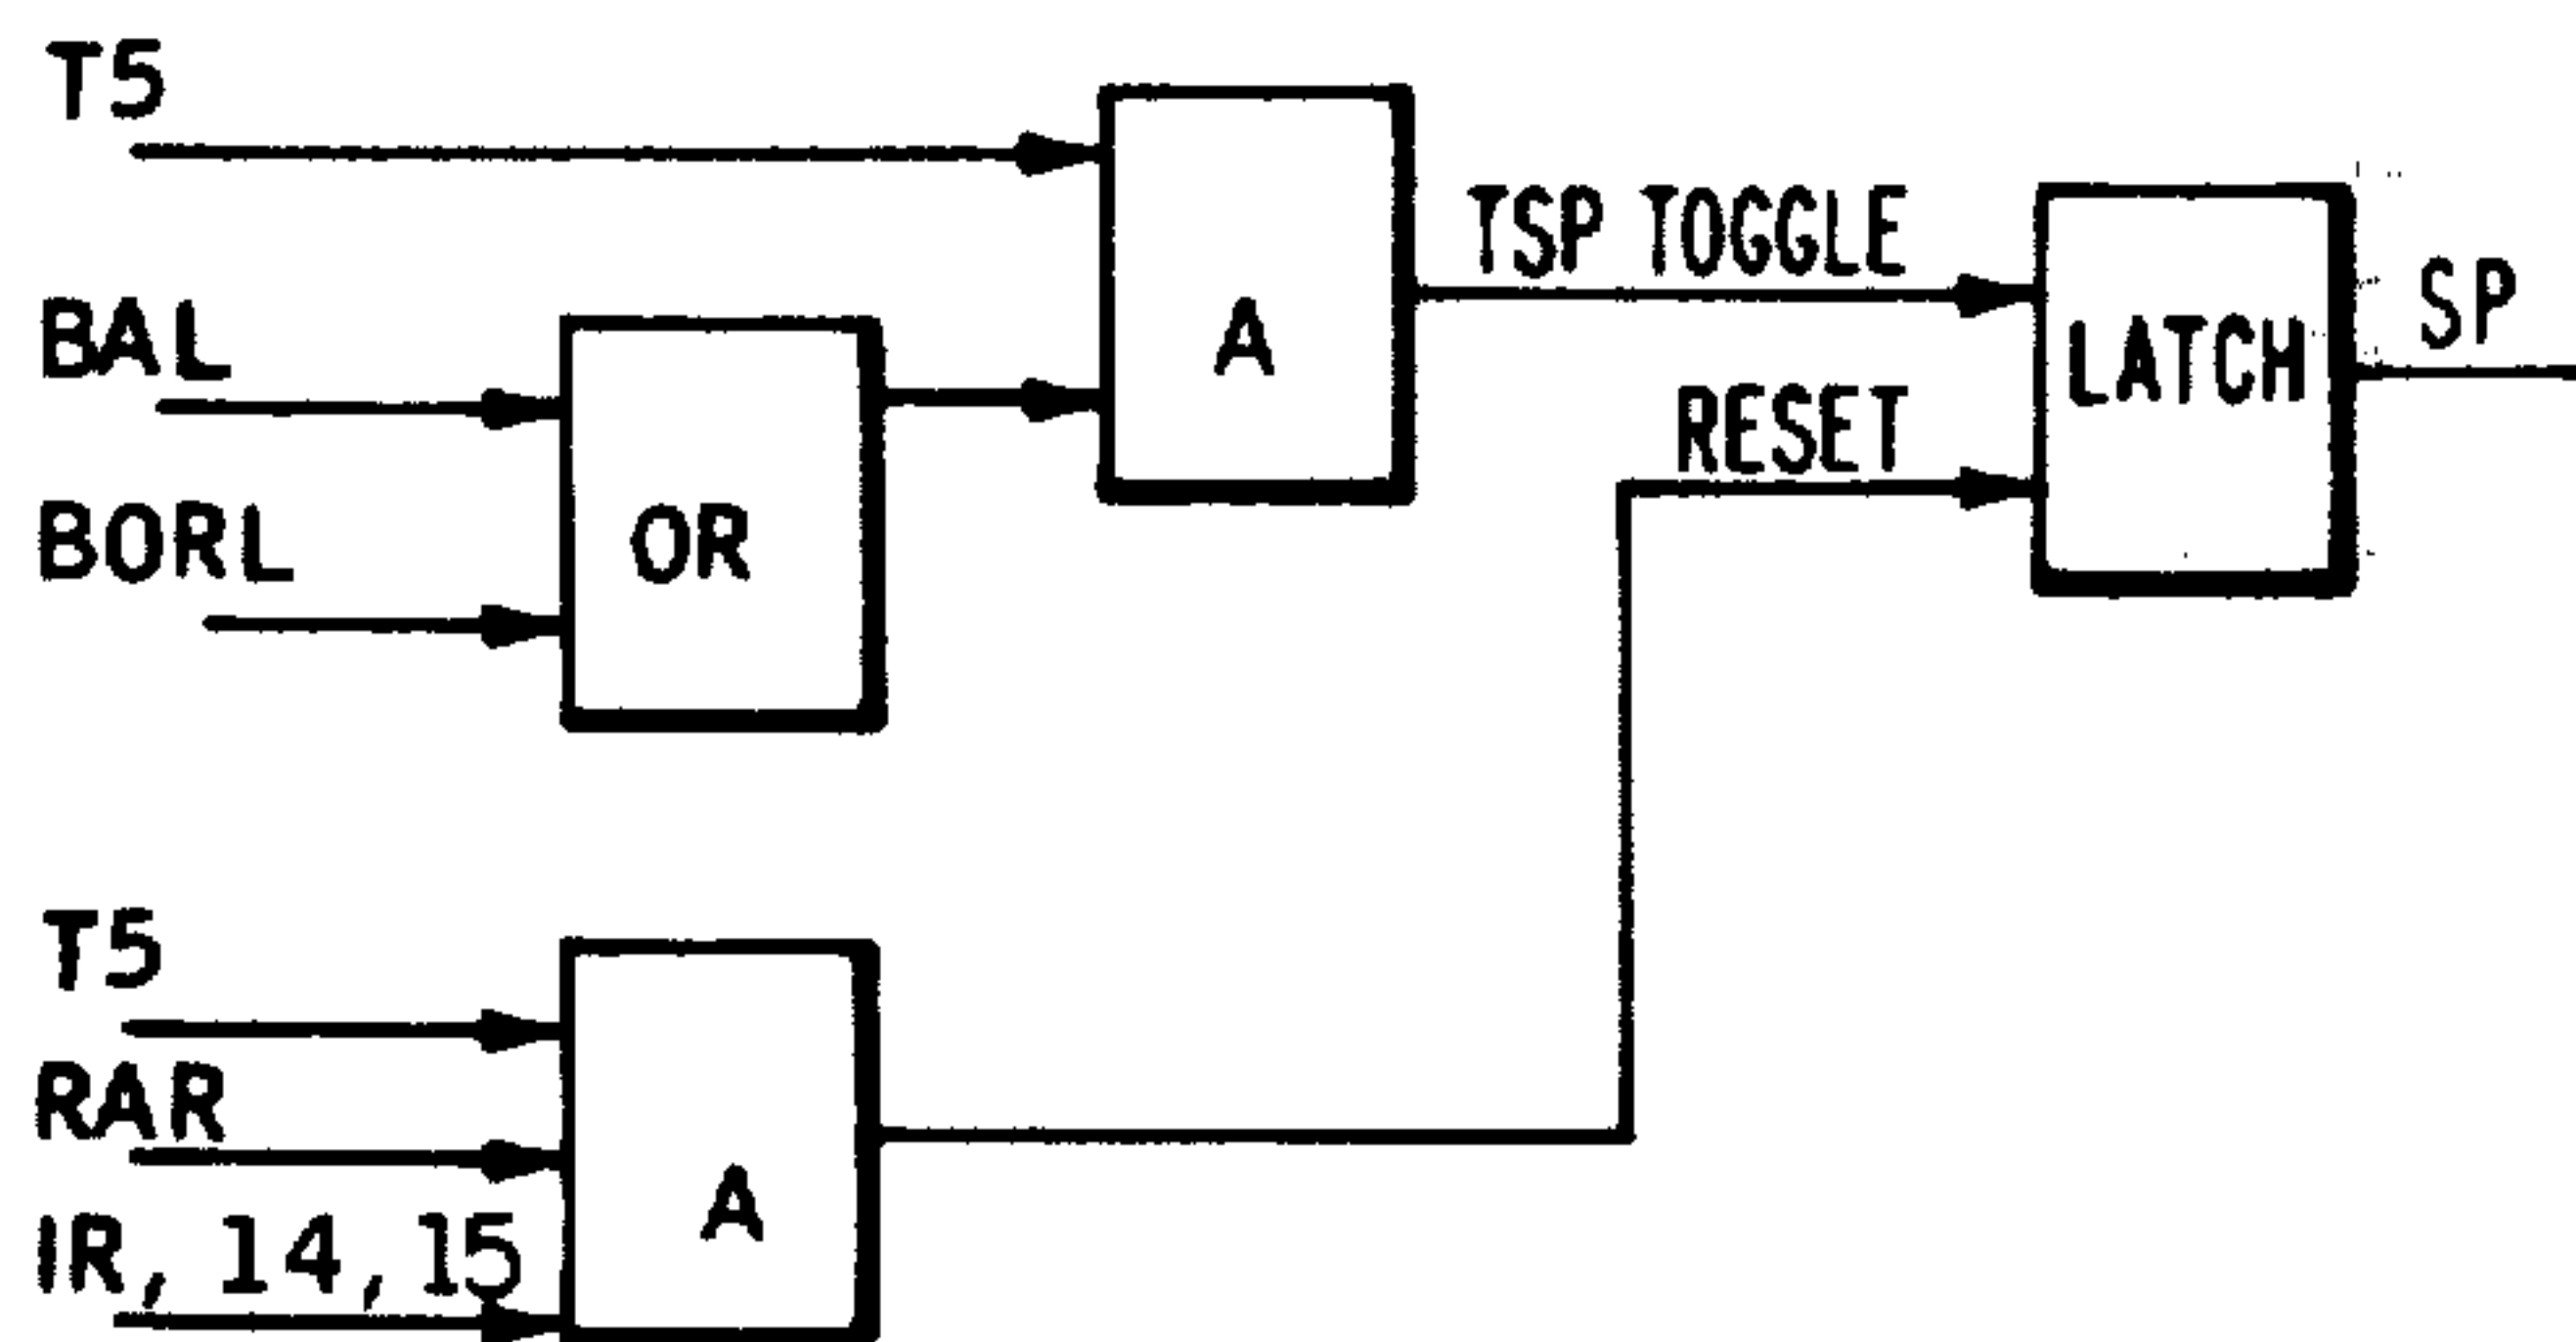 T5
BAL
BORL
OR
A
TSP TOGGLE
RESET
LATCH
SP
T5
RAR
IR, 14, 15
A